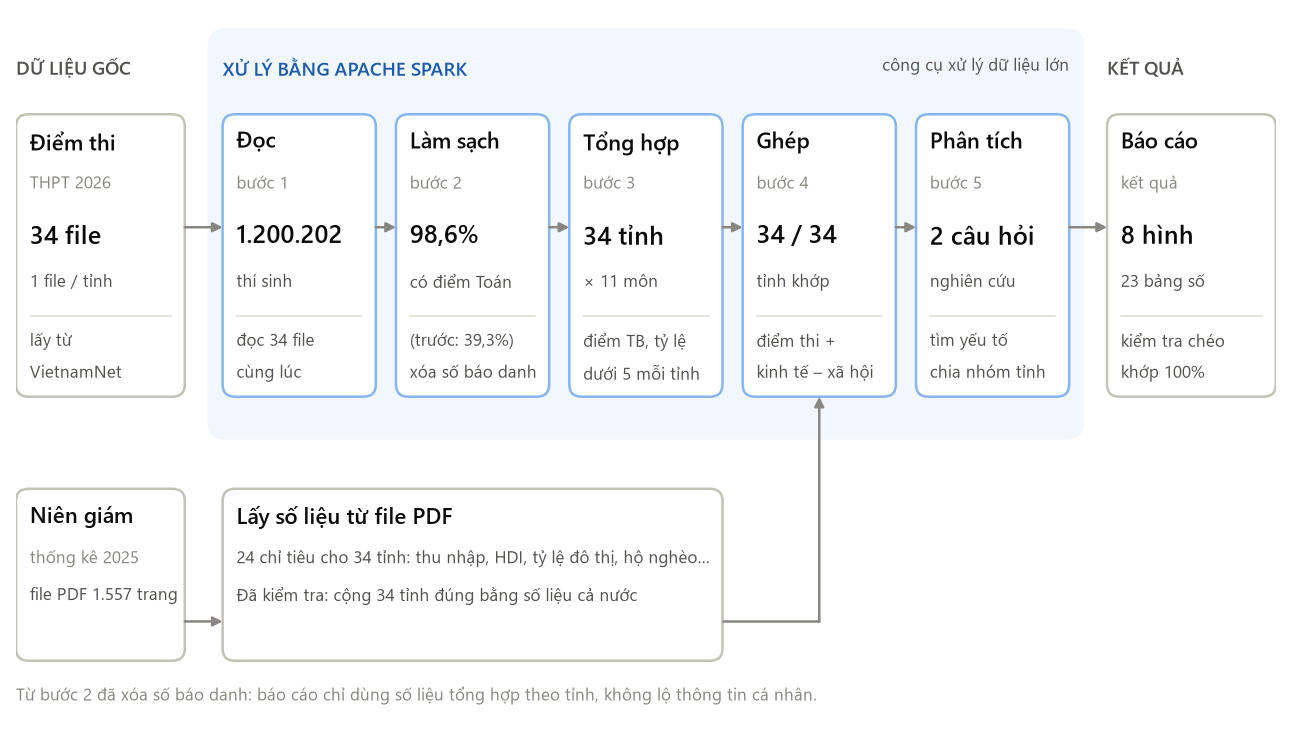 DỮ LIỆU GỐC
XỬ LÝ BẰNG APACHE SPARK
công cụ xử lý dữ liệu lớn
KẾT QUẢ
Điểm thi
THPT 2026
34 file
1 file / tỉnh
lấy từ
VietnamNet
Đọc
bước 1
1.200.202
thí sinh
đọc 34 file
cùng lúc
Làm sạch
bước 2
98,6%
có điểm Toán
(trước: 39,3%)
xóa số báo danh
Tổng hợp
bước 3
34 tỉnh
× 11 môn
điểm TB, tỷ lệ
dưới 5 mỗi tỉnh
Ghép
bước 4
34 / 34
tỉnh khớp
điểm thi +
kinh tế – xã hội
Phân tích
bước 5
2 câu hỏi
nghiên cứu
tìm yếu tố
chia nhóm tỉnh
Báo cáo
kết quả
8 hình
23 bảng số
kiểm tra chéo
khớp 100%
Niên giám
thống kê 2025
file PDF 1.557 trang
Lấy số liệu từ file PDF
24 chỉ tiêu cho 34 tỉnh: thu nhập, HDI, tỷ lệ đô thị, hộ nghèo...
Đã kiểm tra: cộng 34 tỉnh đúng bằng số liệu cả nước
Từ bước 2 đã xóa số báo danh: báo cáo chỉ dùng số liệu tổng hợp theo tỉnh, không lộ thông tin cá nhân.